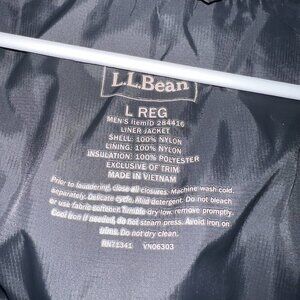 L.L.Bean
L REG
MEN'S ItemID 284416
LINER JACKET
SHELL: 100% NYLON
LINING: 100% NYLON
INSULATION: 100% POLYESTER
EXCLUSIVE OF TRIM
MADE IN VIETNAM
Prior to laundering, close all closures. Machine wash cold,
separately. Delicate cycle. Mild detergent. Do not bleach
or use fabric softener. Tumble dry low, remove promptly.
Cool iron if needed, do not steam press. Avoid iron on
trims. Do not dry clean.
RN71341 VN06303